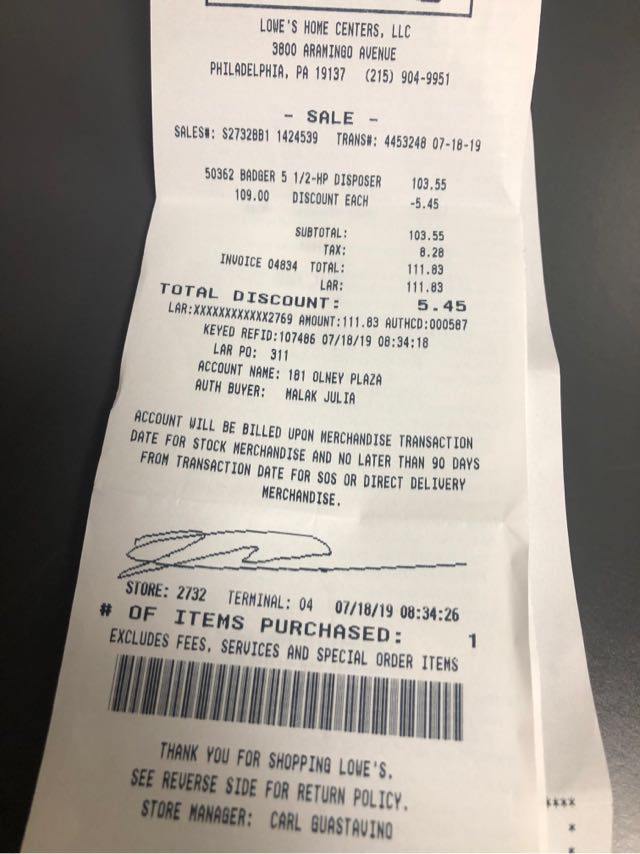 LOWE'S HOME CENTERS, LLC
3800 ARAMINGO AVENUE
PHILADELPHIA, PA 19137 (215) 904-9951
- SALE -
SALES#: S2732BB1 1424539 TRANS#: 4453248 07-18-19
50362 BADGER 5 1/2-HP DISPOSER 103.55
109.00 DISCOUNT EACH -5.45
SUBTOTAL: 103.55
TAX: 8.28
INVOICE 04834 TOTAL: 111.83
LAR: 111.83
TOTAL DISCOUNT: 5.45
LAR:XXXXXXXXXXXX2769 AMOUNT:111.83 AUTHCD:000587
KEYED REFID:107486 07/18/19 08:34:18
LAR PO: 311
ACCOUNT NAME: 181 OLNEY PLAZA
AUTH BUYER: MALAK JULIA
ACCOUNT WILL BE BILLED UPON MERCHANDISE TRANSACTION
DATE FOR STOCK MERCHANDISE AND NO LATER THAN 90 DAYS
FROM TRANSACTION DATE FOR SOS OR DIRECT DELIVERY
MERCHANDISE.
STORE: 2732 TERMINAL: 04 07/18/19 08:34:26
# OF ITEMS PURCHASED: 1
EXCLUDES FEES, SERVICES AND SPECIAL ORDER ITEMS
THANK YOU FOR SHOPPING LOWE'S.
SEE REVERSE SIDE FOR RETURN POLICY.
STORE MANAGER: CARL GUASTAVINO
****
*
*